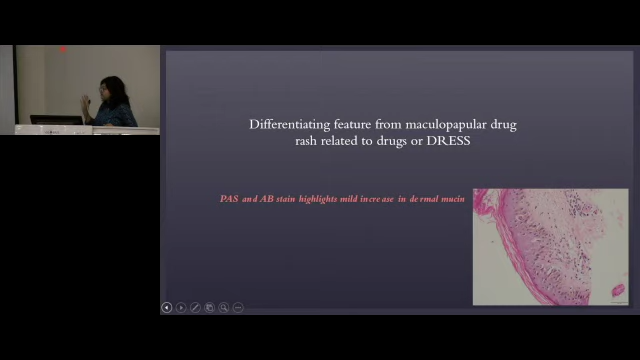 Differentiating feature from maculopapular drug
rash related to drugs or DRESS
PAS and AB stain highlights mild increase in dermal mucin